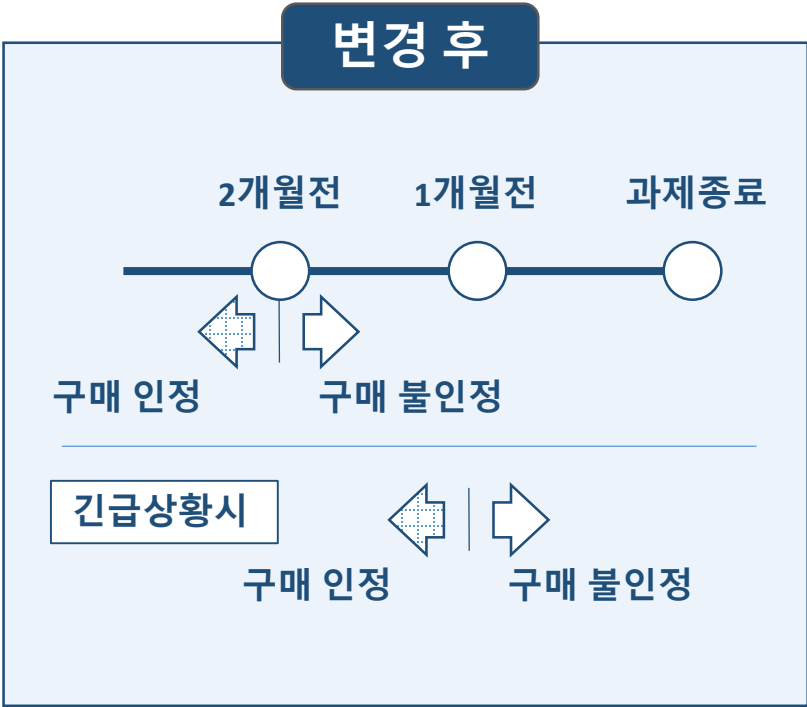 변경 후
2개월전 1개월전 과제종료
구매 인정 구매 불인정
긴급상황시
구매 인정 구매 불인정